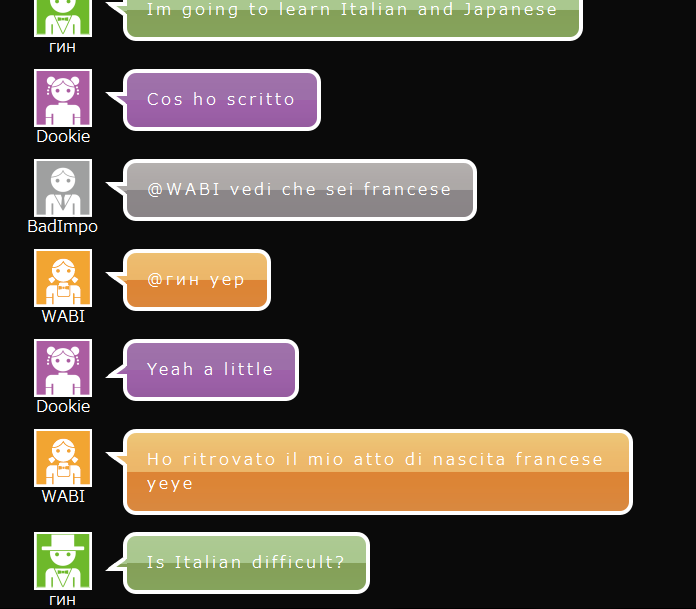 Im going to learn Italian and Japanese
гин
Cos ho scritto
Dookie
@WABI vedi che sei francese
BadImpo
@гин yep
WABI
Yeah a little
Dookie
Ho ritrovato il mio atto di nascita francese
yeye
WABI
Is Italian difficult?
гин